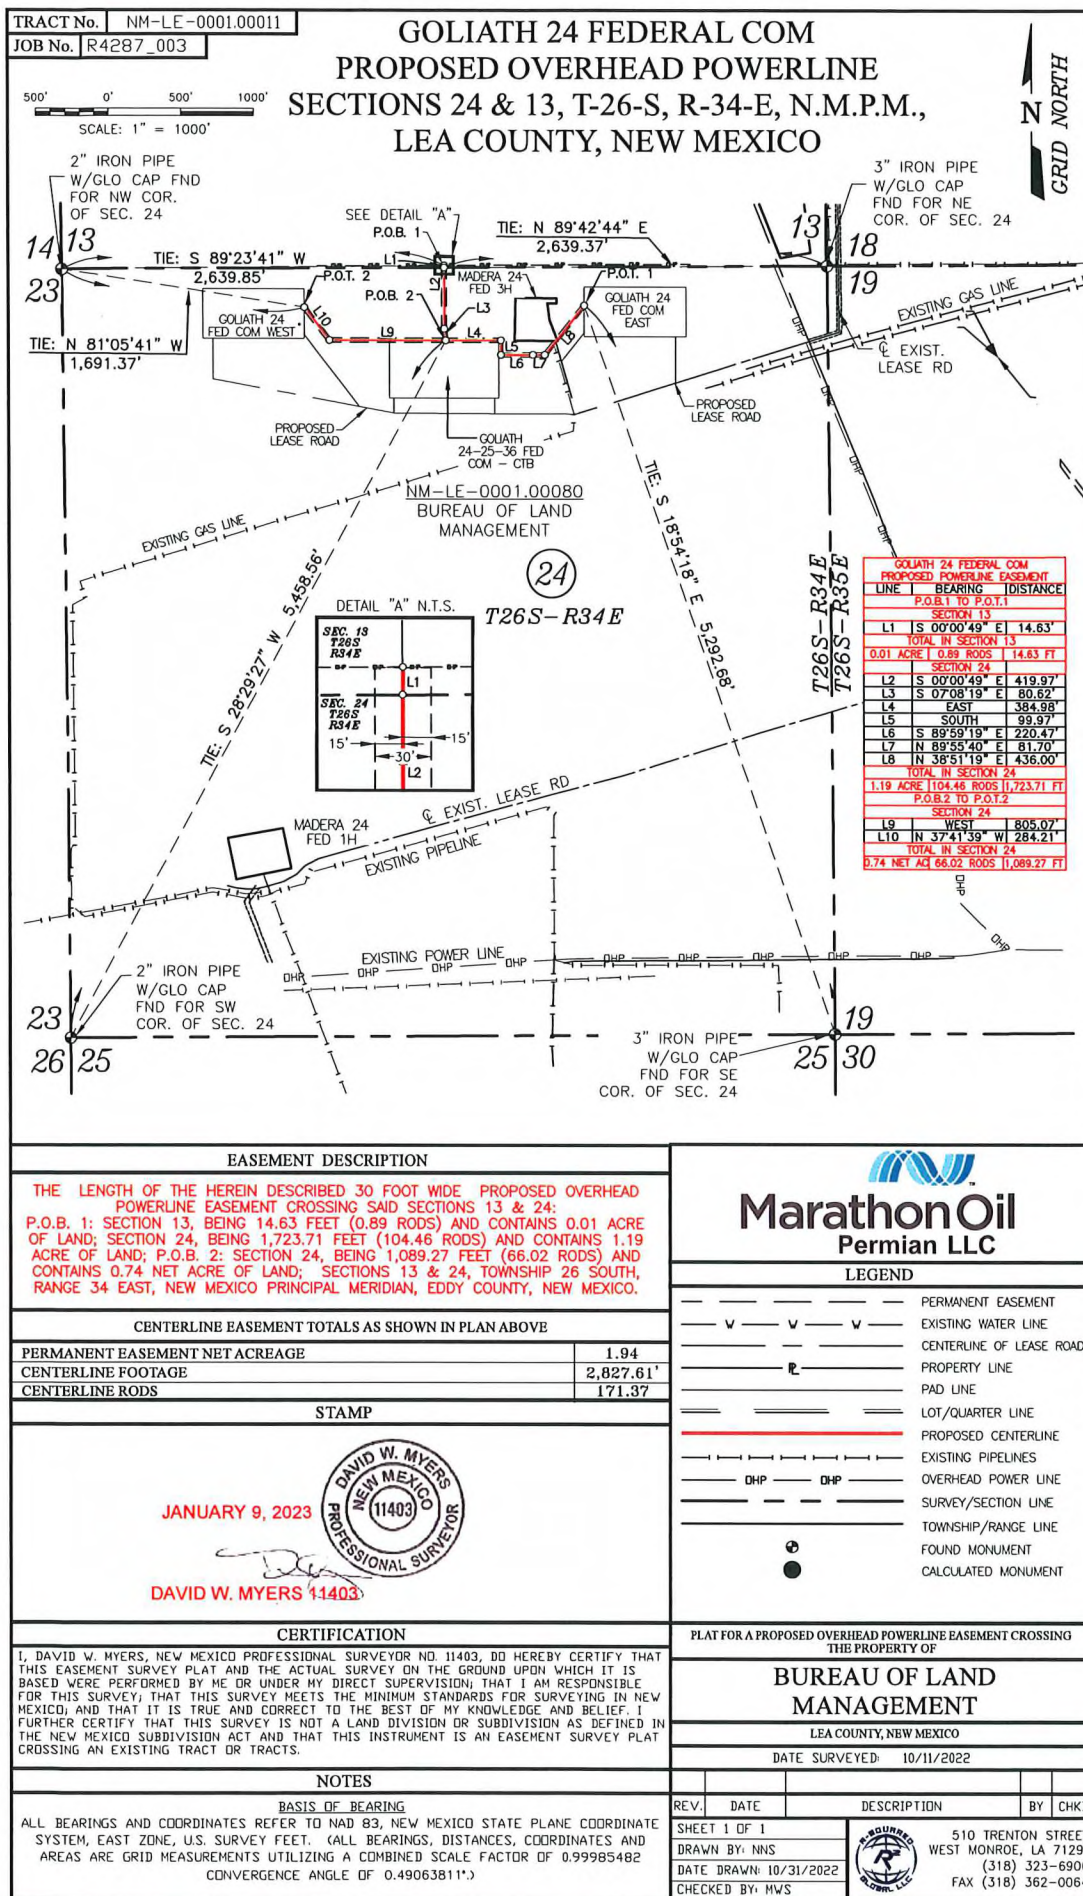 TRACT No. NM-LE-0001.00011
JOB No. R4287_003
GOLIATH 24 FEDERAL COM
PROPOSED OVERHEAD POWERLINE
SECTIONS 24 & 13, T-26-S, R-34-E, N.M.P.M.,
LEA COUNTY, NEW MEXICO
500' 0' 500' 1000'
SCALE: 1" = 1000'
N
GRID NORTH
2" IRON PIPE
W/GLO CAP FND
FOR NW COR.
OF SEC. 24
3" IRON PIPE
W/GLO CAP
FND FOR NE
COR. OF SEC. 24
SEE DETAIL "A"
P.O.B. 1
TIE: N 89°42'44" E
2,639.37'
14 13
23
13 18
19
TIE: S 89°23'41" W
2,639.85'
L1
L2
P.O.T. 2
P.O.B. 2
MADERA 24
FED 3H
P.O.T. 1
GOLIATH 24
FED COM WEST
GOLIATH 24
FED COM
EAST
L10
L9
L3
L4
L5
L6
L7
L8
TIE: N 81°05'41" W
1,691.37'
EXISTING GAS LINE
℄ EXIST.
LEASE RD
OHP
PROPOSED
LEASE ROAD
PROPOSED
LEASE ROAD
GOLIATH
24-25-36 FED
COM - CTB
NM-LE-0001.00080
BUREAU OF LAND
MANAGEMENT
EXISTING GAS LINE
OHP
OHP
24
T26S-R34E
TIE: S 28°29'27" W 5,458.56'
TIE: S 18°54'18" E 5,292.68'
T26S-R34E
T26S-R35E
DETAIL "A" N.T.S.
SEC. 13
T26S
R34E
L1
SEC. 24
T26S
R34E
15' 15'
30'
L2
GOLIATH 24 FEDERAL COM
PROPOSED POWERLINE EASEMENT
LINE BEARING DISTANCE
P.O.B.1 TO P.O.T.1
SECTION 13
L1 S 00°00'49" E 14.63'
TOTAL IN SECTION 13
0.01 ACRE 0.89 RODS 14.63 FT
SECTION 24
L2 S 00°00'49" E 419.97'
L3 S 07°08'19" E 80.62'
L4 EAST 384.98'
L5 SOUTH 99.97'
L6 S 89°59'19" E 220.47'
L7 N 89°55'40" E 81.70'
L8 N 38°51'19" E 436.00'
TOTAL IN SECTION 24
1.19 ACRE 104.46 RODS 1,723.71 FT
P.O.B.2 TO P.O.T.2
SECTION 24
L9 WEST 805.07'
L10 N 37°41'39" W 284.21'
TOTAL IN SECTION 24
0.74 NET AC 66.02 RODS 1,089.27 FT
℄ EXIST. LEASE RD
MADERA 24
FED 1H
EXISTING PIPELINE
OHP
OHP
EXISTING POWER LINE
OHP OHP OHP OHP OHP OHP OHP OHP
2" IRON PIPE
W/GLO CAP
FND FOR SW
COR. OF SEC. 24
23
26 25
3" IRON PIPE
W/GLO CAP
FND FOR SE
COR. OF SEC. 24
19
25 30
EASEMENT DESCRIPTION
THE LENGTH OF THE HEREIN DESCRIBED 30 FOOT WIDE PROPOSED OVERHEAD
POWERLINE EASEMENT CROSSING SAID SECTIONS 13 & 24:
P.O.B. 1: SECTION 13, BEING 14.63 FEET (0.89 RODS) AND CONTAINS 0.01 ACRE
OF LAND; SECTION 24, BEING 1,723.71 FEET (104.46 RODS) AND CONTAINS 1.19
ACRE OF LAND; P.O.B. 2: SECTION 24, BEING 1,089.27 FEET (66.02 RODS) AND
CONTAINS 0.74 NET ACRE OF LAND; SECTIONS 13 & 24, TOWNSHIP 26 SOUTH,
RANGE 34 EAST, NEW MEXICO PRINCIPAL MERIDIAN, EDDY COUNTY, NEW MEXICO.
CENTERLINE EASEMENT TOTALS AS SHOWN IN PLAN ABOVE
PERMANENT EASEMENT NET ACREAGE 1.94
CENTERLINE FOOTAGE 2,827.61'
CENTERLINE RODS 171.37
STAMP
JANUARY 9, 2023
DAVID W. MYERS
NEW MEXICO
11403
PROFESSIONAL SURVEYOR
DAVID W. MYERS 11403
CERTIFICATION
I, DAVID W. MYERS, NEW MEXICO PROFESSIONAL SURVEYOR NO. 11403, DO HEREBY CERTIFY THAT
THIS EASEMENT SURVEY PLAT AND THE ACTUAL SURVEY ON THE GROUND UPON WHICH IT IS
BASED WERE PERFORMED BY ME OR UNDER MY DIRECT SUPERVISION; THAT I AM RESPONSIBLE
FOR THIS SURVEY; THAT THIS SURVEY MEETS THE MINIMUM STANDARDS FOR SURVEYING IN NEW
MEXICO; AND THAT IT IS TRUE AND CORRECT TO THE BEST OF MY KNOWLEDGE AND BELIEF. I
FURTHER CERTIFY THAT THIS SURVEY IS NOT A LAND DIVISION OR SUBDIVISION AS DEFINED IN
THE NEW MEXICO SUBDIVISION ACT AND THAT THIS INSTRUMENT IS AN EASEMENT SURVEY PLAT
CROSSING AN EXISTING TRACT OR TRACTS.
NOTES
BASIS OF BEARING
ALL BEARINGS AND COORDINATES REFER TO NAD 83, NEW MEXICO STATE PLANE COORDINATE
SYSTEM, EAST ZONE, U.S. SURVEY FEET. (ALL BEARINGS, DISTANCES, COORDINATES AND
AREAS ARE GRID MEASUREMENTS UTILIZING A COMBINED SCALE FACTOR OF 0.99985482
CONVERGENCE ANGLE OF 0.49063811°.)
Marathon Oil
Permian LLC
LEGEND
PERMANENT EASEMENT
W W W EXISTING WATER LINE
CENTERLINE OF LEASE ROAD
PROPERTY LINE
PAD LINE
LOT/QUARTER LINE
PROPOSED CENTERLINE
EXISTING PIPELINES
OHP OHP OVERHEAD POWER LINE
SURVEY/SECTION LINE
TOWNSHIP/RANGE LINE
FOUND MONUMENT
CALCULATED MONUMENT
PLAT FOR A PROPOSED OVERHEAD POWERLINE EASEMENT CROSSING
THE PROPERTY OF
BUREAU OF LAND
MANAGEMENT
LEA COUNTY, NEW MEXICO
DATE SURVEYED: 10/11/2022
REV. DATE DESCRIPTION BY CHK
SHEET 1 OF 1
DRAWN BY: NNS
DATE DRAWN: 10/31/2022
CHECKED BY: MWS
R-SQUARED
R²
GLOBAL, LLC
510 TRENTON STREE
WEST MONROE, LA 7129
(318) 323-690
FAX (318) 362-006